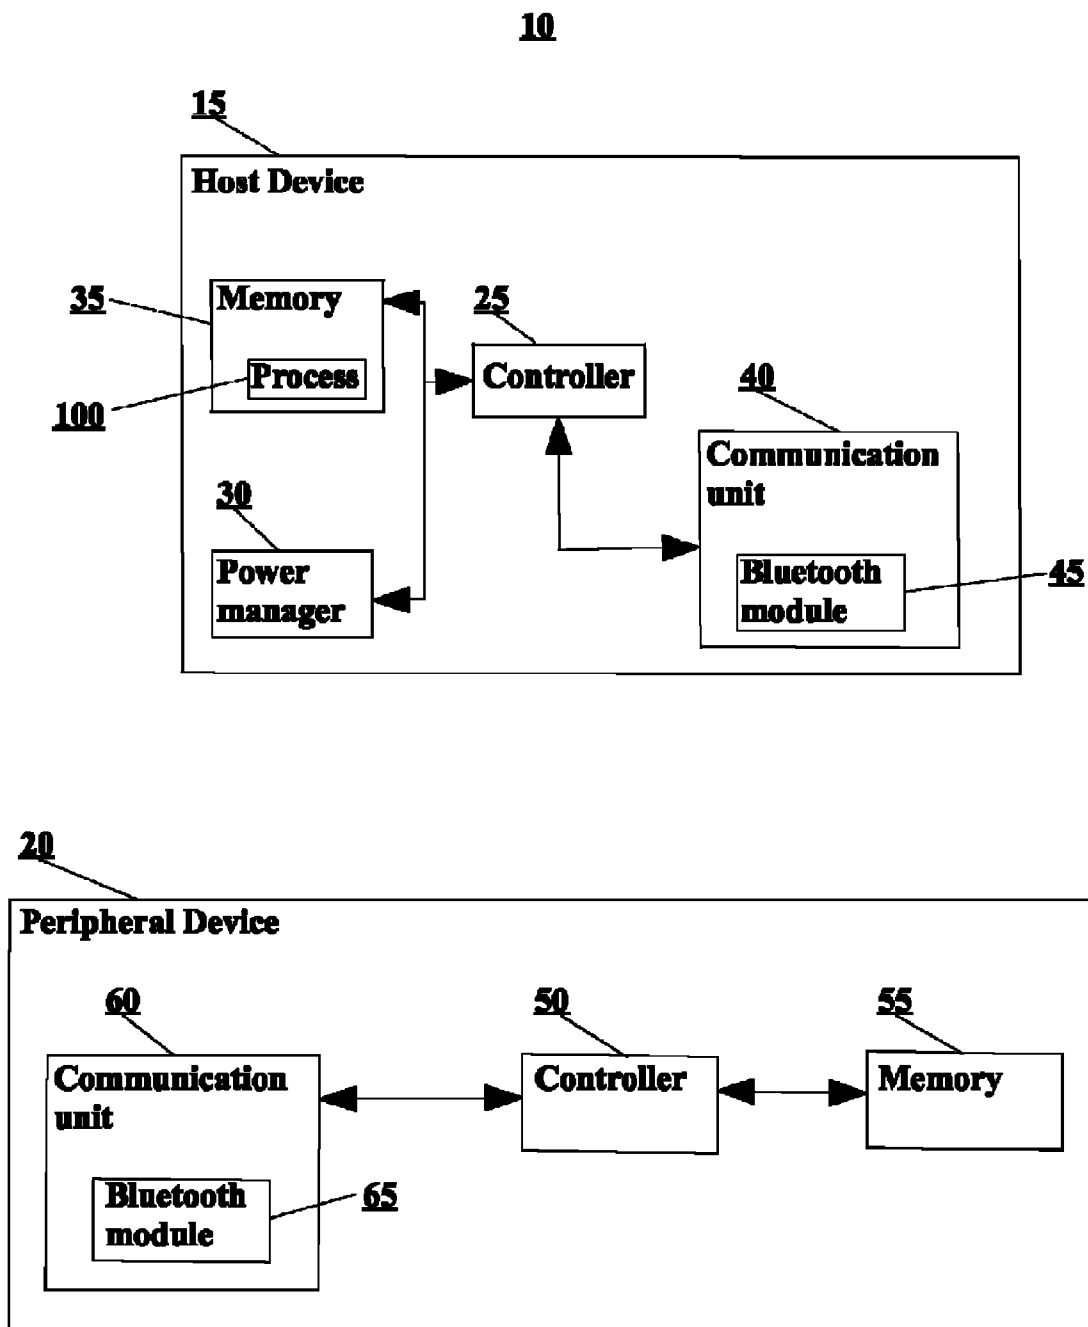 10
15
Host Device
35
Memory
25
Process
Controller
100
40
Communication
unit
30
Power
manager
Bluetooth
module
45
20
Peripheral Device
60
50
55
Communication
unit
Controller
Memory
Bluetooth
module
65